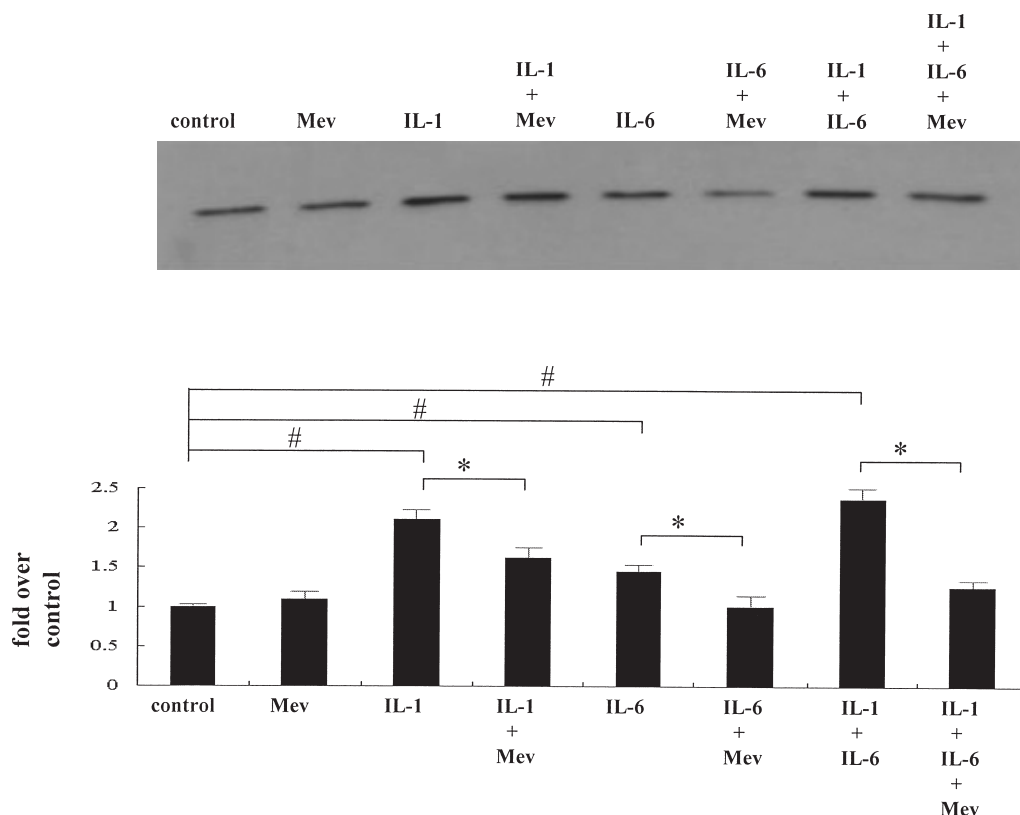 IL-1
+
IL-6
+
Mev
IL-1
+
IL-6
IL-6
+
Mev
IL-1
+
Mev
control
Mev
IL-1
IL-6
#
#
#
*
*
*
2.5
2
1.5
1
0.5
0
fold over
control
control
Mev
IL-1
IL-1
+
Mev
IL-6
IL-6
+
Mev
IL-1
+
IL-6
IL-1
+
IL-6
+
Mev